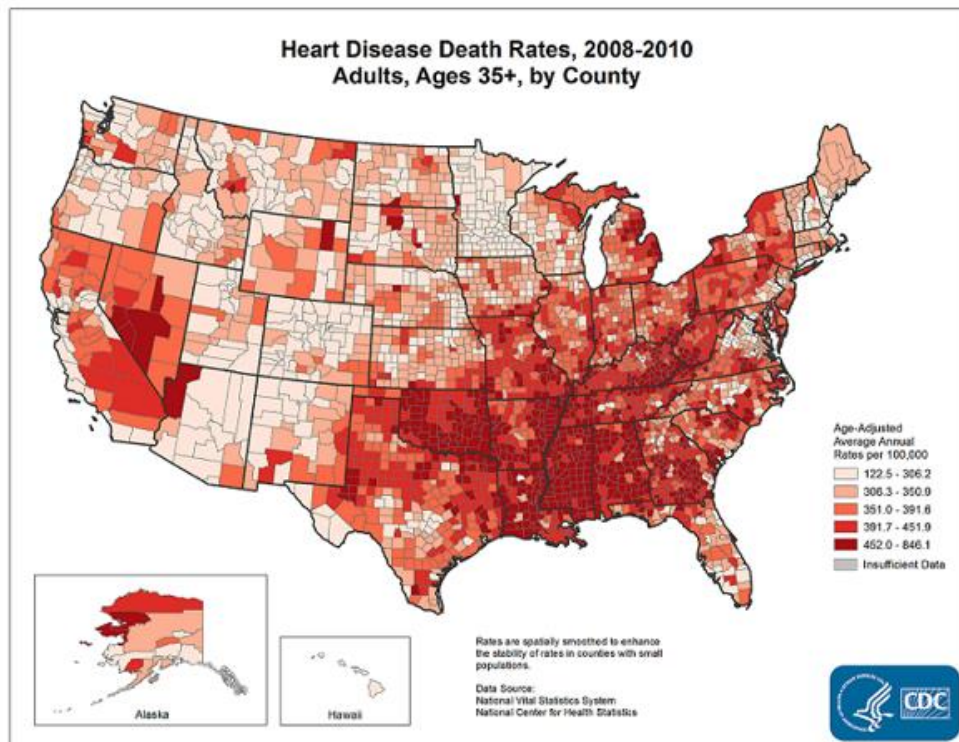 Heart Disease Death Rates, 2008-2010
Adults, Ages 35+, by County
Age-Adjusted
Average Annual
Rates per 100,000
122.5 - 306.2
306.3 - 350.9
351.0 - 391.6
391.7 - 451.9
452.0 - 846.1
Insufficient Data
Rates are spatially smoothed to enhance
the stability of rates in counties with small
populations.
Data Source:
National Vital Statistics System
National Center for Health Statistics
Alaska
Hawaii
CDC